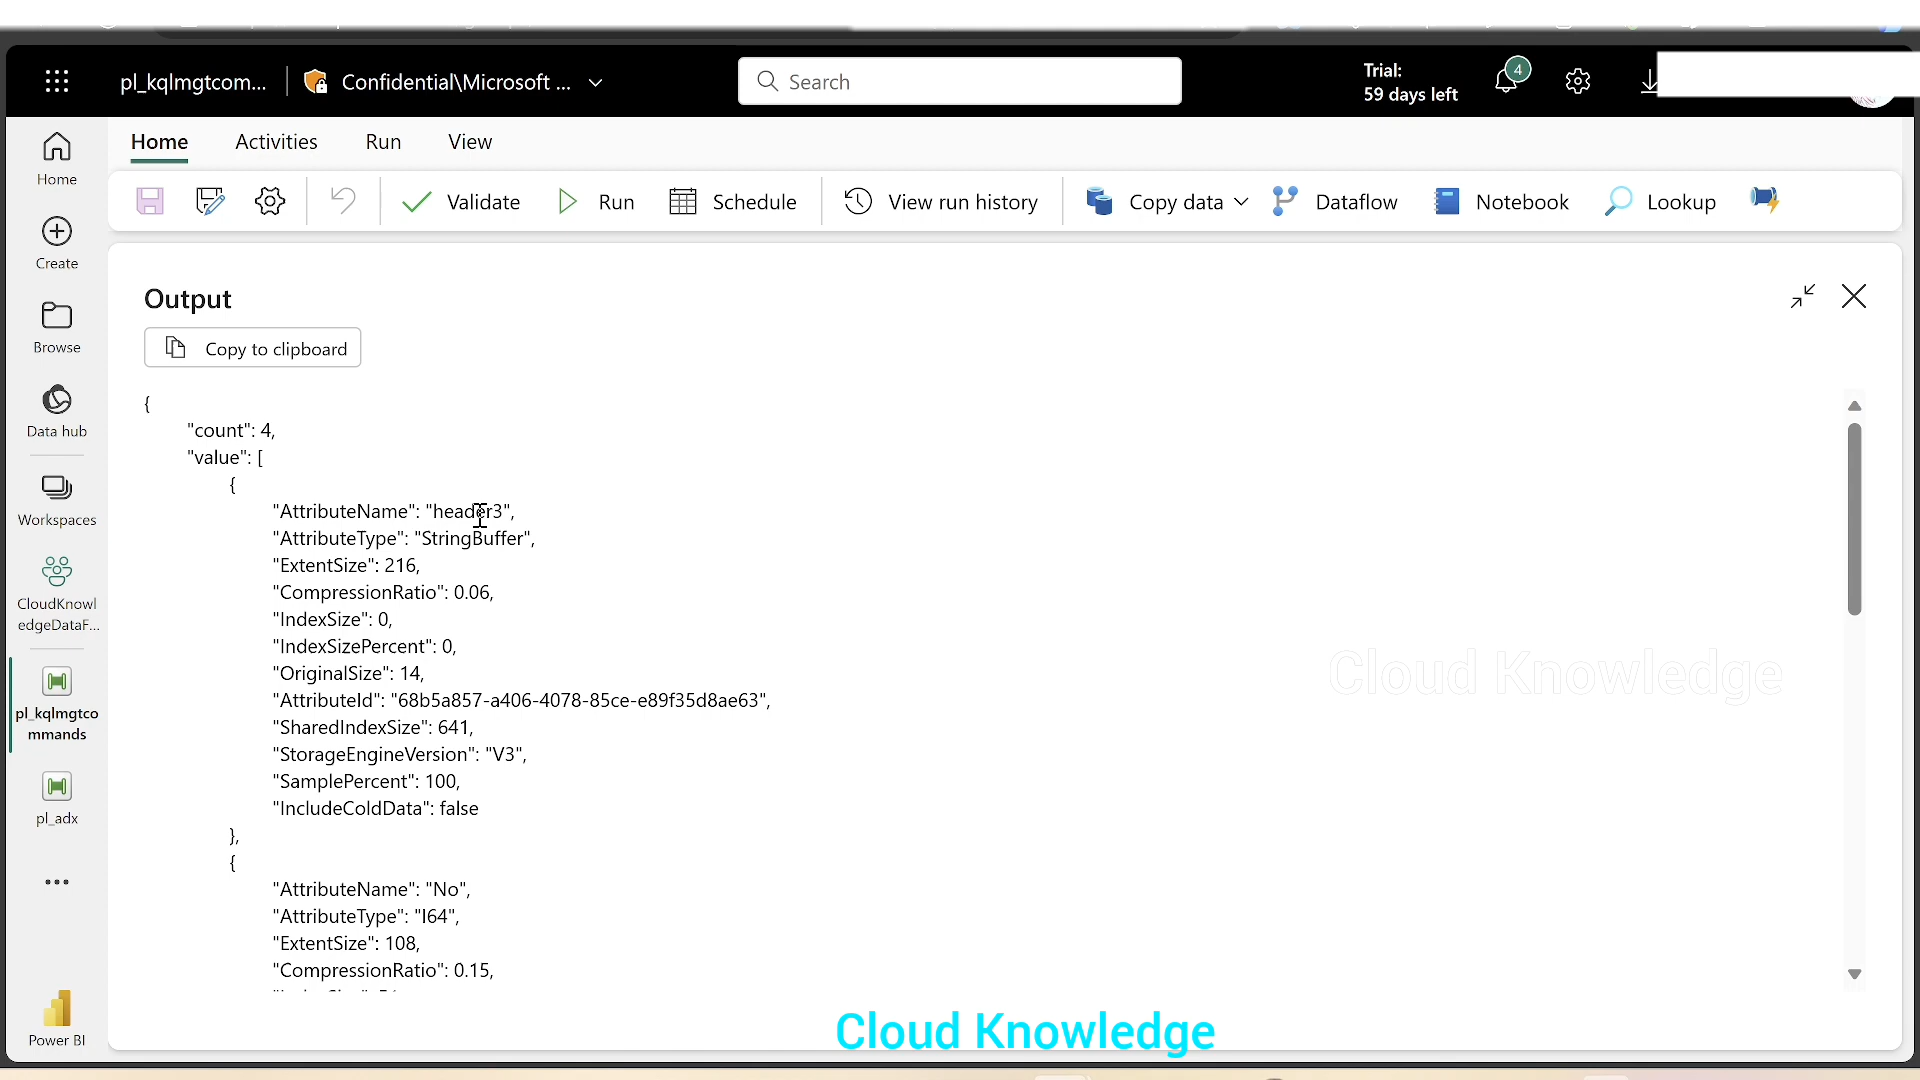 pl_kqlmgtcom...
Confidential\Microsoft ...
Search
Trial:
59 days left
4
Home
Activities
Run
View
Validate
Run
Schedule
View run history
Copy data
Dataflow
Notebook
Lookup
Home
Create
Browse
Data hub
Workspaces
CloudKnowl
edgeDataF...
pl_kqlmgtco
mmands
pl_adx
Power BI
Output
Copy to clipboard
{
"count": 4,
"value": [
{
"AttributeName": "header3",
"AttributeType": "StringBuffer",
"ExtentSize": 216,
"CompressionRatio": 0.06,
"IndexSize": 0,
"IndexSizePercent": 0,
"OriginalSize": 14,
"AttributeId": "68b5a857-a406-4078-85ce-e89f35d8ae63",
"SharedIndexSize": 641,
"StorageEngineVersion": "V3",
"SamplePercent": 100,
"IncludeColdData": false
},
{
"AttributeName": "No",
"AttributeType": "I64",
"ExtentSize": 108,
"CompressionRatio": 0.15,
Cloud Knowledge
Cloud Knowledge